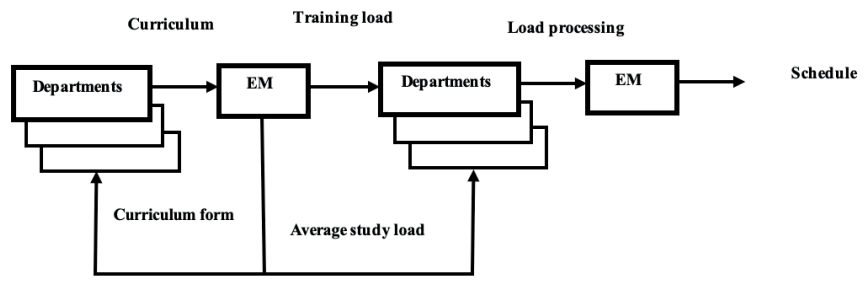 Curriculum
Training load
Load processing
Departments
EM
Departments
EM
Schedule
Curriculum form
Average study load